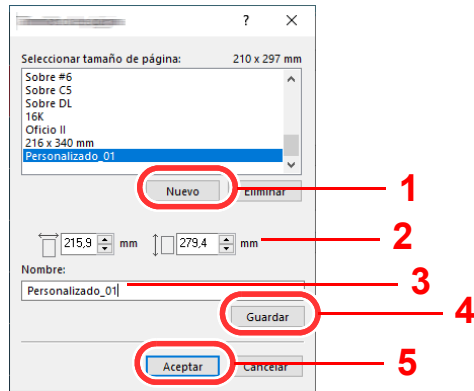 ? ×
Seleccionar tamaño de página: 210 x 297 mm
Sobre #6
Sobre C5
Sobre DL
16K
Oficio II
216 x 340 mm
Personalizado_01
Nuevo Eliminar 1
215,9 mm 279,4 mm 2
Nombre:
Personalizado_01 3
Guardar 4
Aceptar Cancelar 5